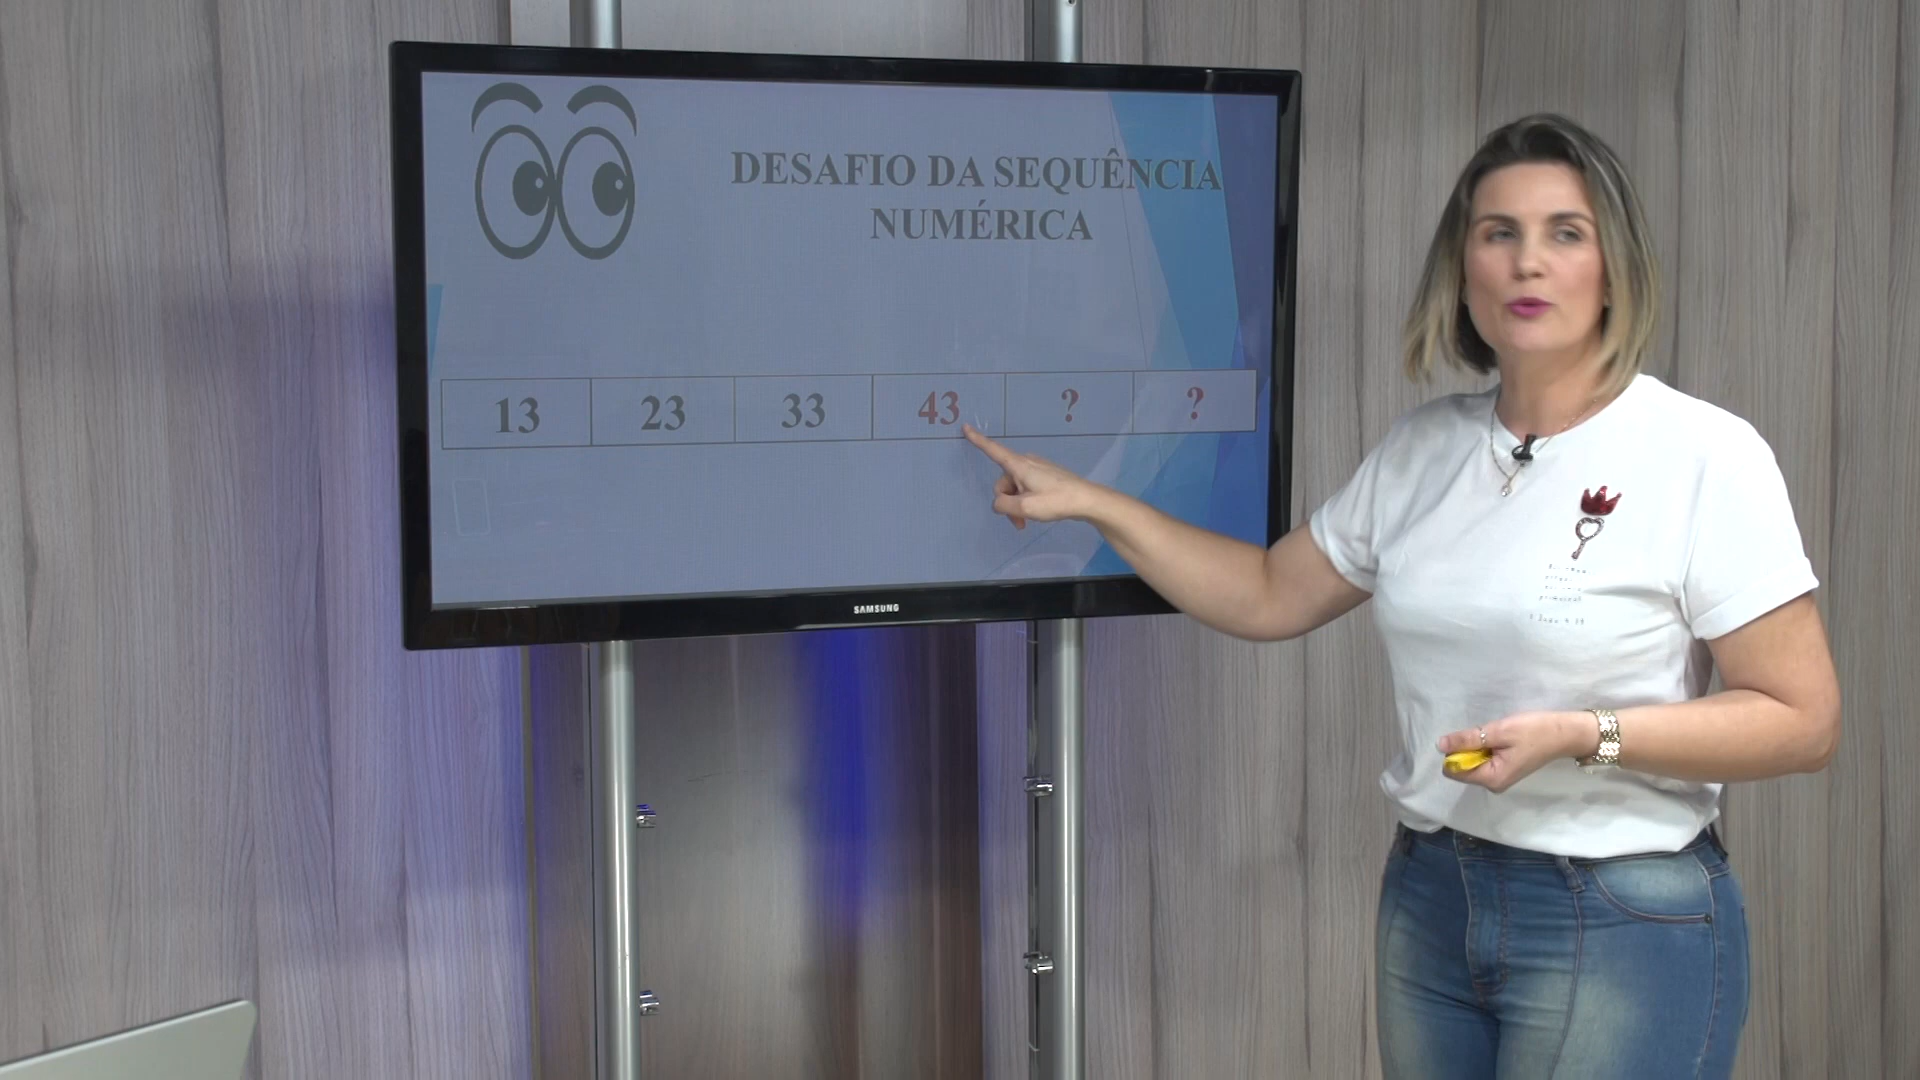 DESAFIO DA SEQUÊNCIA
NUMÉRICA
13 23 33 43 ? ?
SAMSUNG